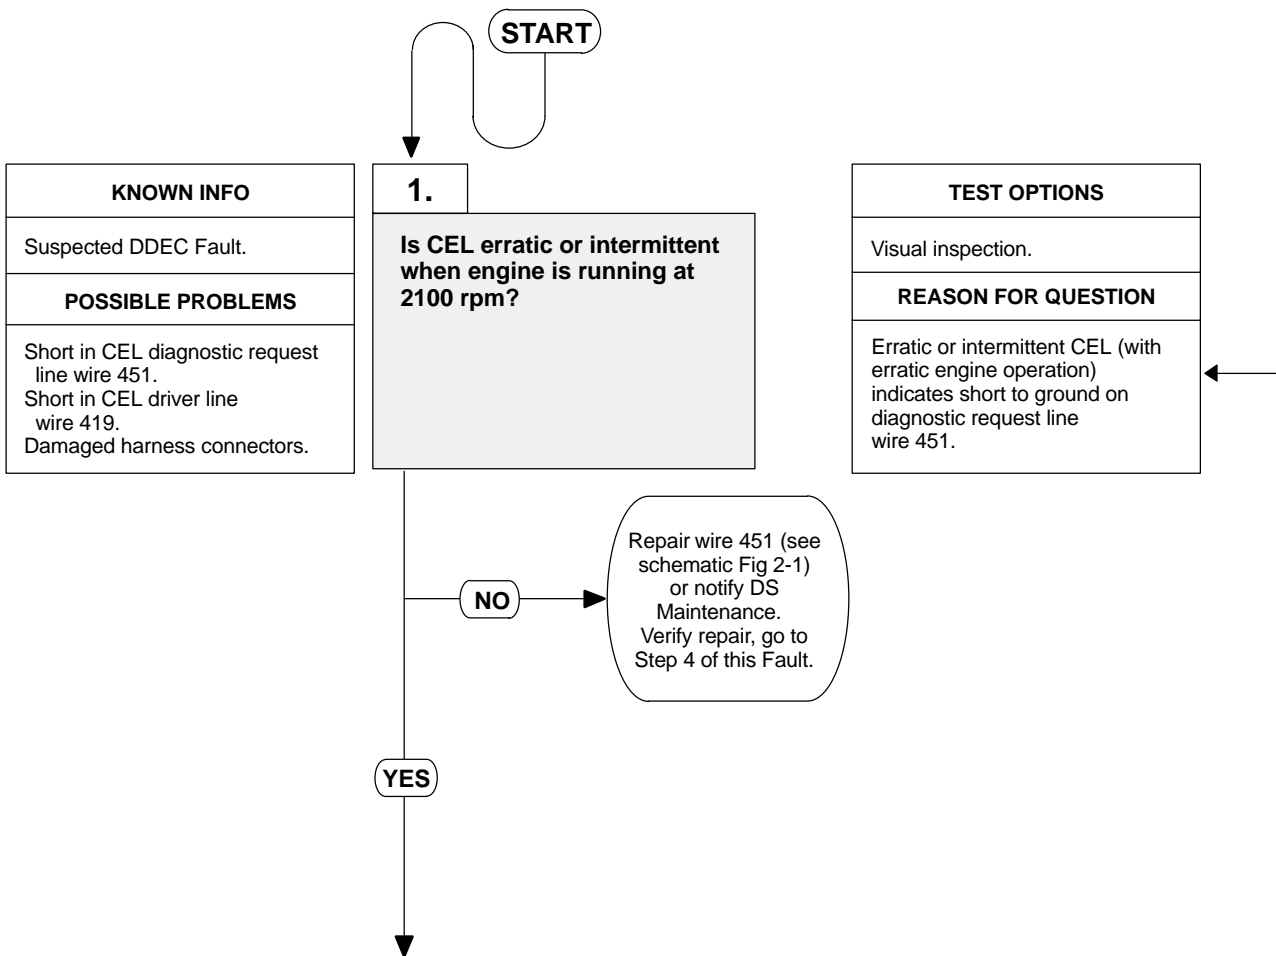 START
KNOWN INFO
Suspected DDEC Fault.
POSSIBLE PROBLEMS
Short in CEL diagnostic request
line wire 451.
Short in CEL driver line
wire 419.
Damaged harness connectors.
1.
Is CEL erratic or intermittent
when engine is running at
2100 rpm?
TEST OPTIONS
Visual inspection.
REASON FOR QUESTION
Erratic or intermittent CEL (with
erratic engine operation)
indicates short to ground on
diagnostic request line
wire 451.
NO
Repair wire 451 (see
schematic Fig 2-1)
or notify DS
Maintenance.
Verify repair, go to
Step 4 of this Fault.
YES